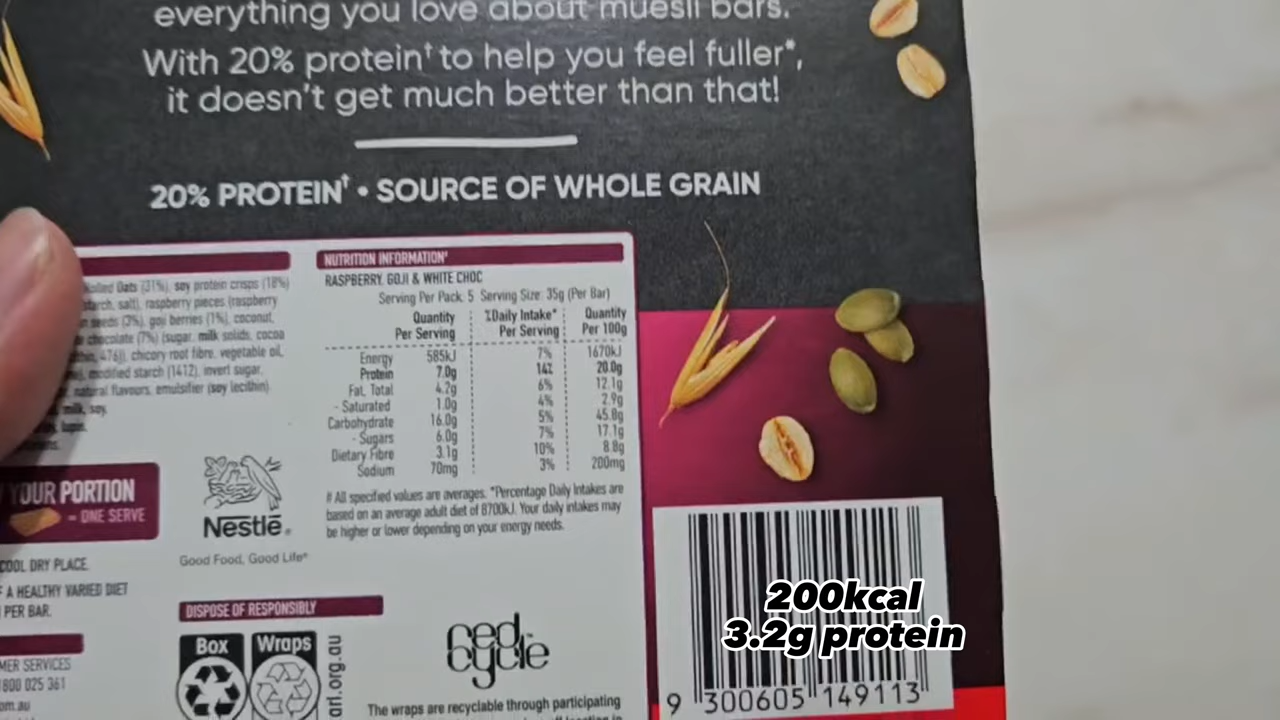 everything you love about muesli bars.
With 20% protein† to help you feel fuller*,
it doesn't get much better than that!
20% PROTEIN† • SOURCE OF WHOLE GRAIN
Rolled Oats (31%), soy protein crisps (18%)
starch, salt), raspberry pieces (raspberry
seeds (3%), goji berries (1%), coconut,
chocolate (7%) (sugar, milk solids, cocoa
476)), chicory root fibre, vegetable oil,
modified starch (1412), invert sugar,
natural flavours, emulsifier (soy lecithin).
milk, soy.
lupin.
YOUR PORTION
= ONE SERVE
COOL DRY PLACE.
A HEALTHY VARIED DIET
PER BAR.
SERVICES
1800 025 361
Nestlé®
Good Food, Good Life*
DISPOSE OF RESPONSIBLY
Box
Wraps
arl.org.au
NUTRITION INFORMATION#
RASPBERRY, GOJI & WHITE CHOC
Serving Per Pack: 5 Serving Size: 35g (Per Bar)
Quantity Per Serving %Daily Intake* Per Serving Quantity Per 100g
Energy 585kJ 7% 1670kJ
Protein 7.0g 14% 20.0g
Fat, Total 4.2g 6% 12.1g
- Saturated 1.0g 4% 2.9g
Carbohydrate 16.0g 5% 45.8g
- Sugars 6.0g 7% 17.1g
Dietary Fibre 3.1g 10% 8.8g
Sodium 70mg 3% 200mg
# All specified values are averages. *Percentage Daily Intakes are
based on an average adult diet of 8700kJ. Your daily intakes may
be higher or lower depending on your energy needs.
red cycle™
The wraps are recyclable through participating
200kcal
3.2g protein
9 300605 149113